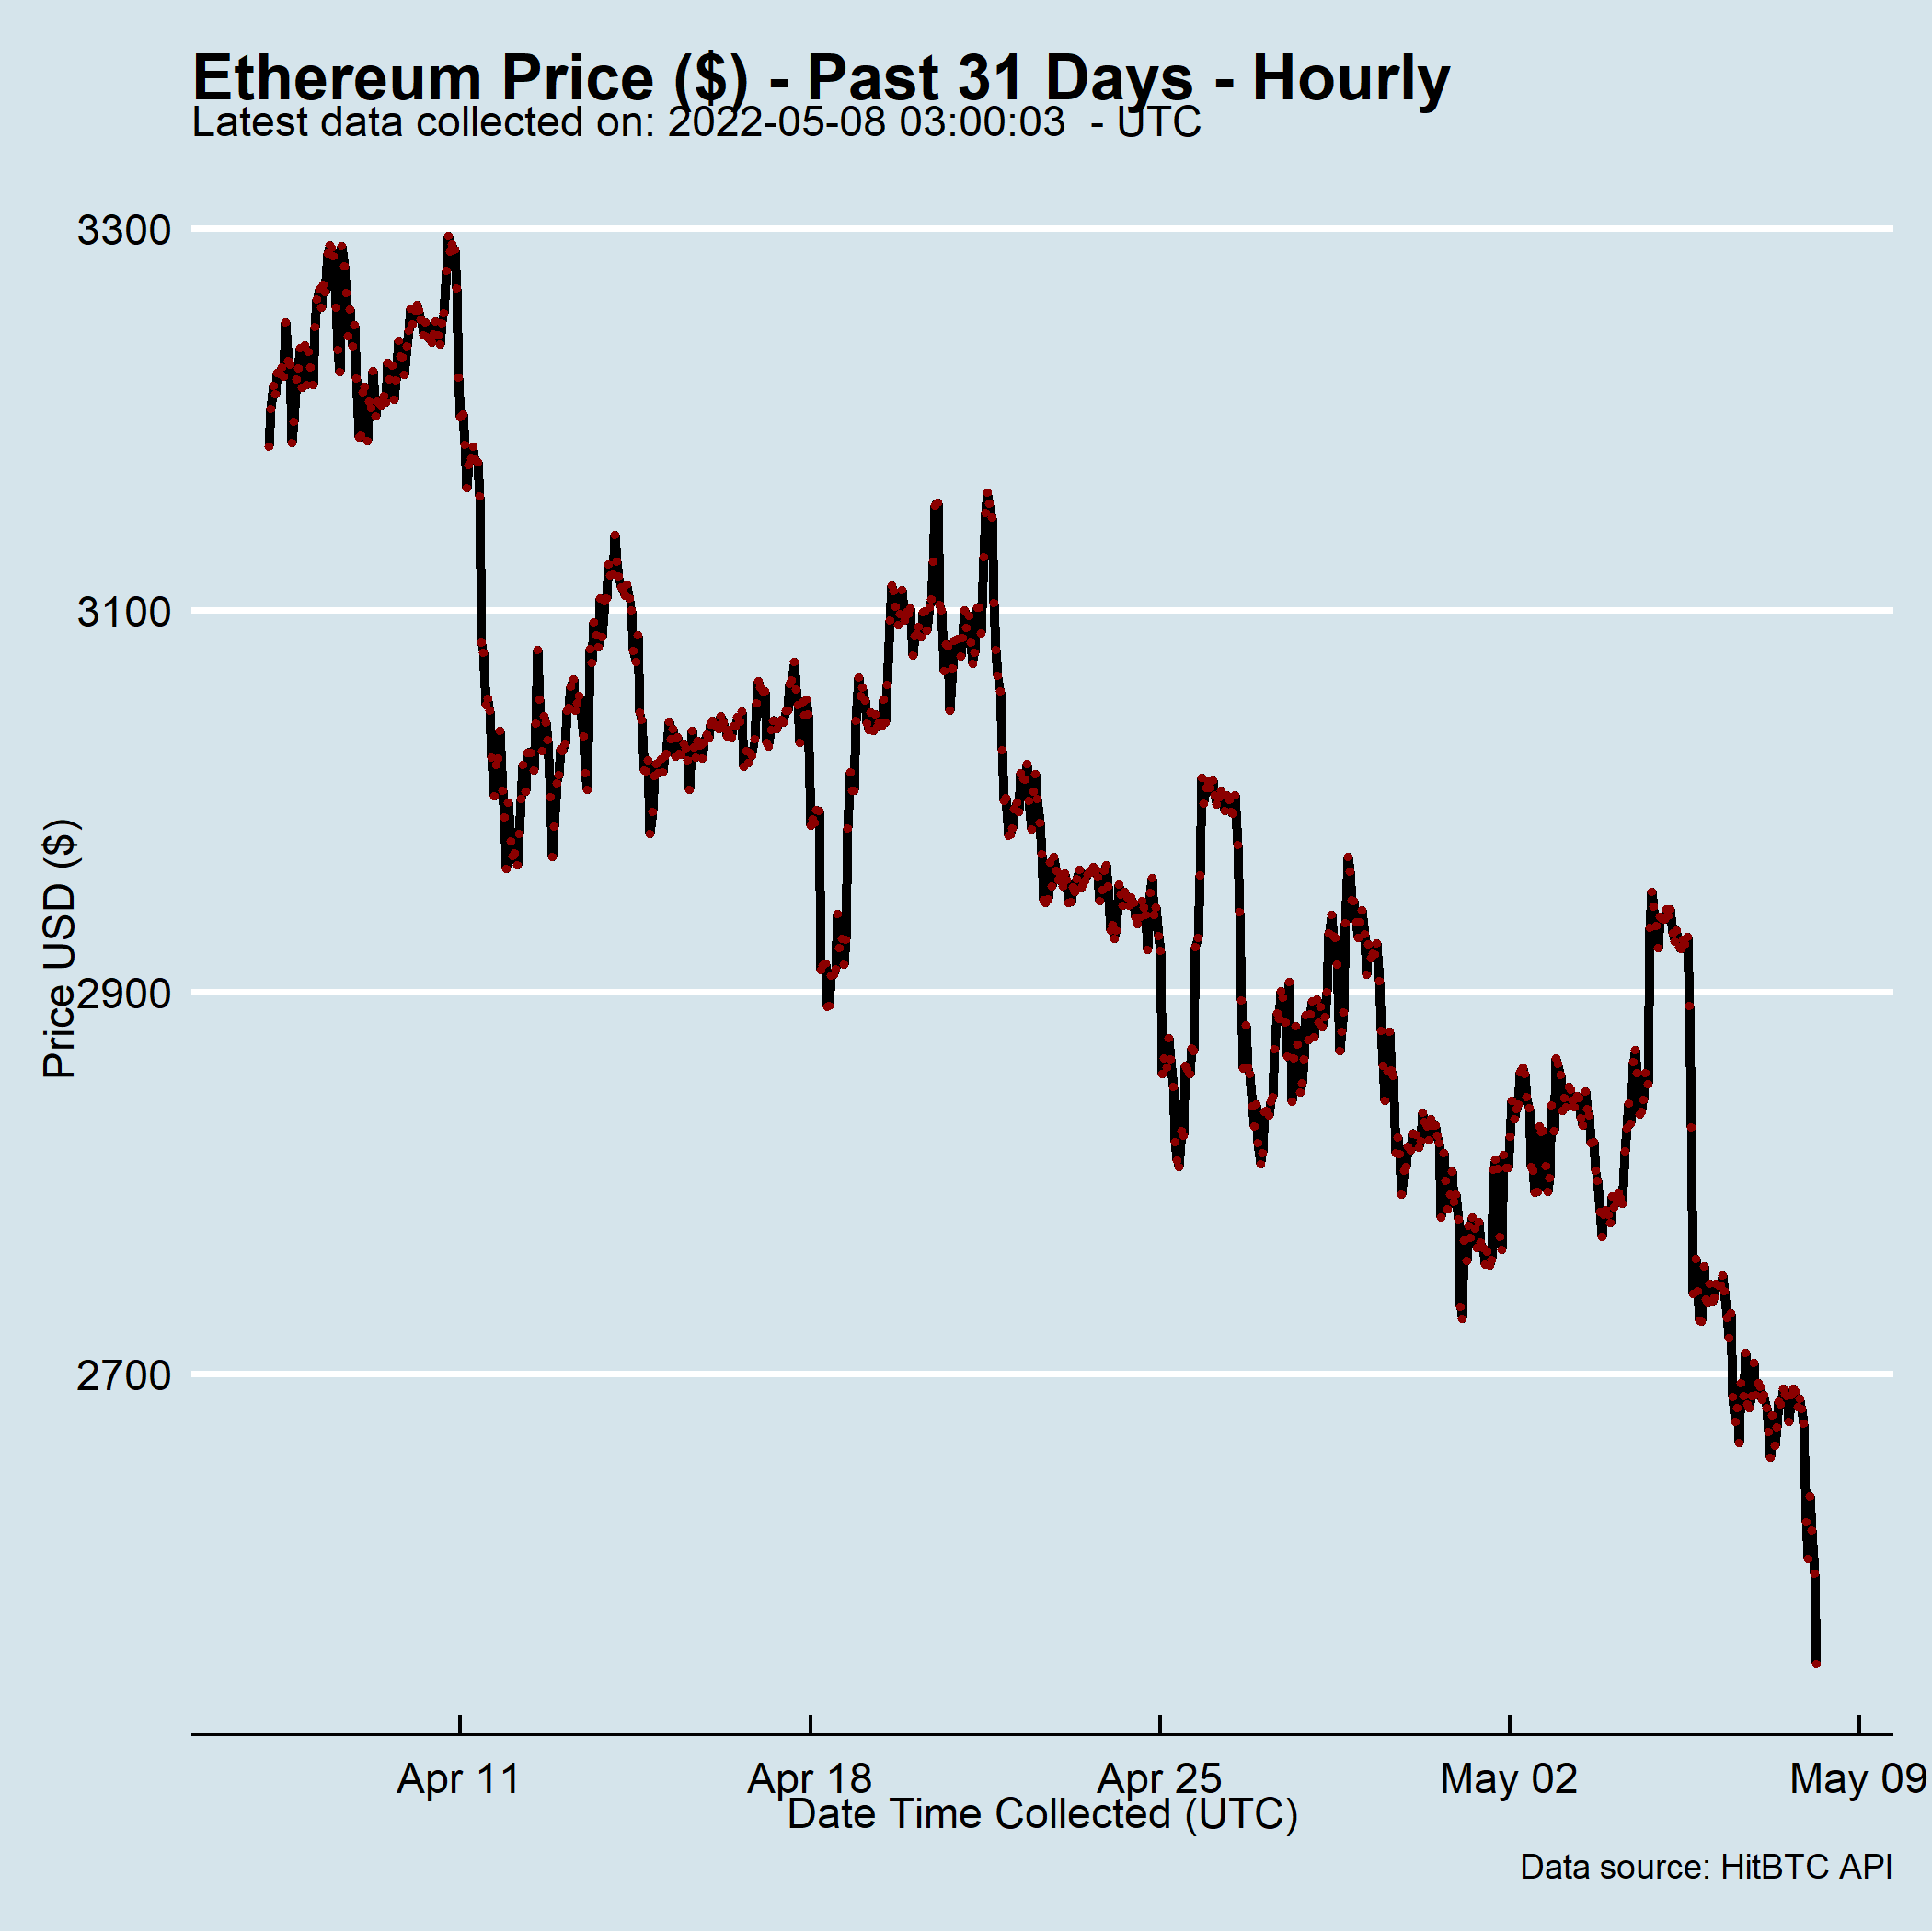 Ethereum Price ($) - Past 31 Days - Hourly
Latest data collected on: 2022-05-08 03:00:03  - UTC
3300
3100
2900
2700
Price USD ($)
Apr 11 Apr 18 Apr 25 May 02 May 09
Date Time Collected (UTC)
Data source: HitBTC API